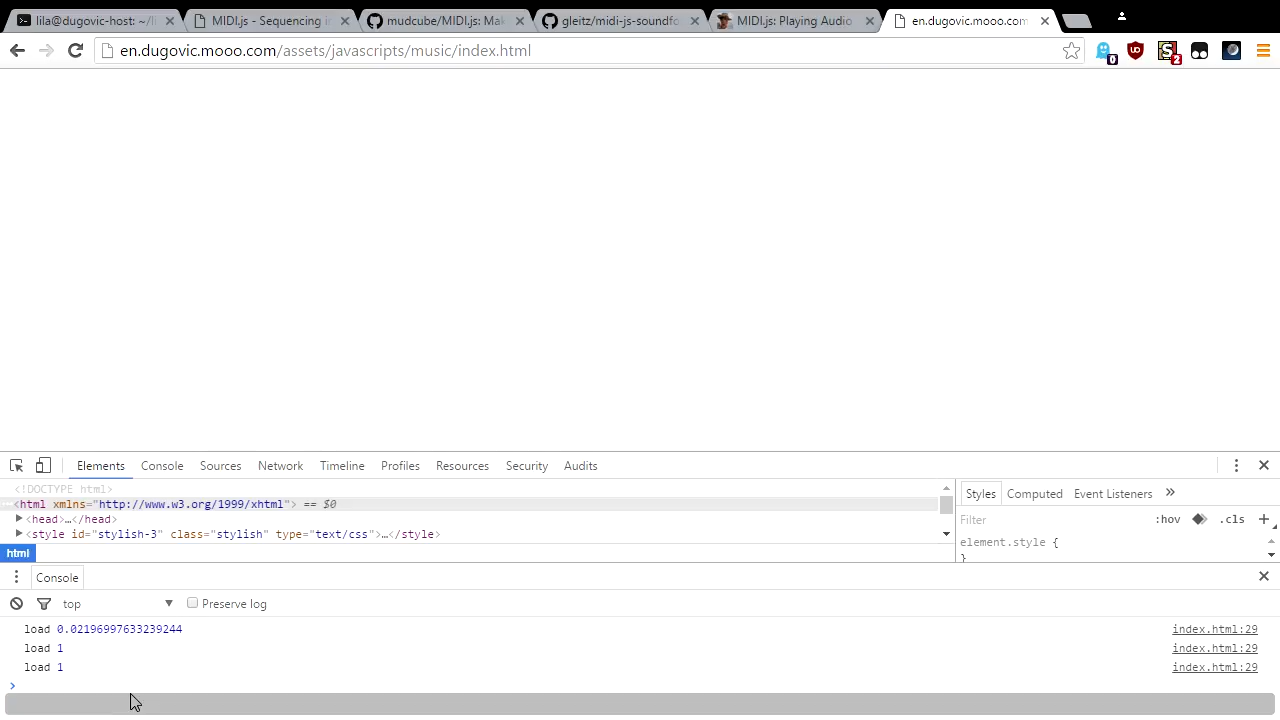 lila@dugovic-host: ~/li
MIDI.js - Sequencing is
mudcube/MIDI.js: Mak
gleitz/midi-js-soundfo
MIDI.js: Playing Audio
en.dugovic.mooo.com
en.dugovic.mooo.com/assets/javascripts/music/index.html
0
2
Elements Console Sources Network Timeline Profiles Resources Security Audits
<!DOCTYPE html>
<html xmlns="http://www.w3.org/1999/xhtml"> == $0
<head>…</head>
<style id="stylish-3" class="stylish" type="text/css">…</style>
html
Styles Computed Event Listeners »
Filter :hov .cls +
element.style {
}
Console
top Preserve log
load 0.02196997633239244 index.html:29
load 1 index.html:29
load 1 index.html:29
>